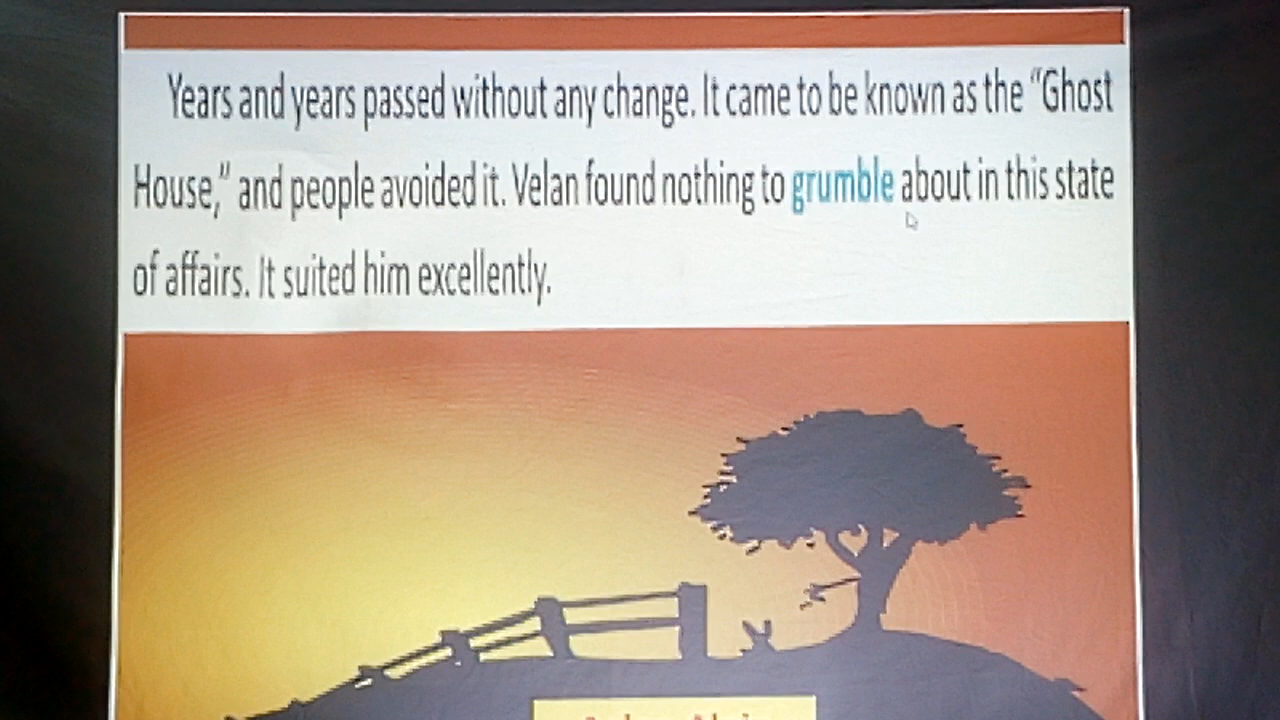 Years and years passed without any change. It came to be known as the “Ghost
House,” and people avoided it. Velan found nothing to grumble about in this state
of affairs. It suited him excellently.